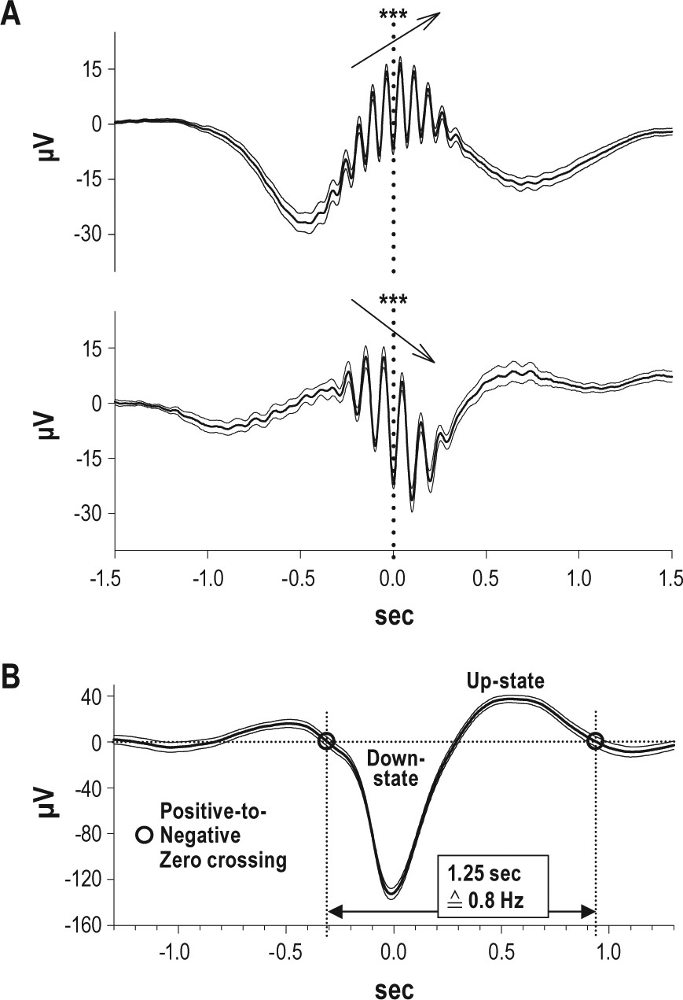 A
***
15
0
-15
-30
µV
***
15
0
-15
-30
µV
-1.5 -1.0 -0.5 0.0 0.5 1.0 1.5
sec
B
Up-state
40
0
-40
-80
-120
-160
µV
Down-
state
Positive-to-
Negative
Zero crossing
1.25 sec
≙ 0.8 Hz
-1.0 -0.5 0.0 0.5 1.0
sec